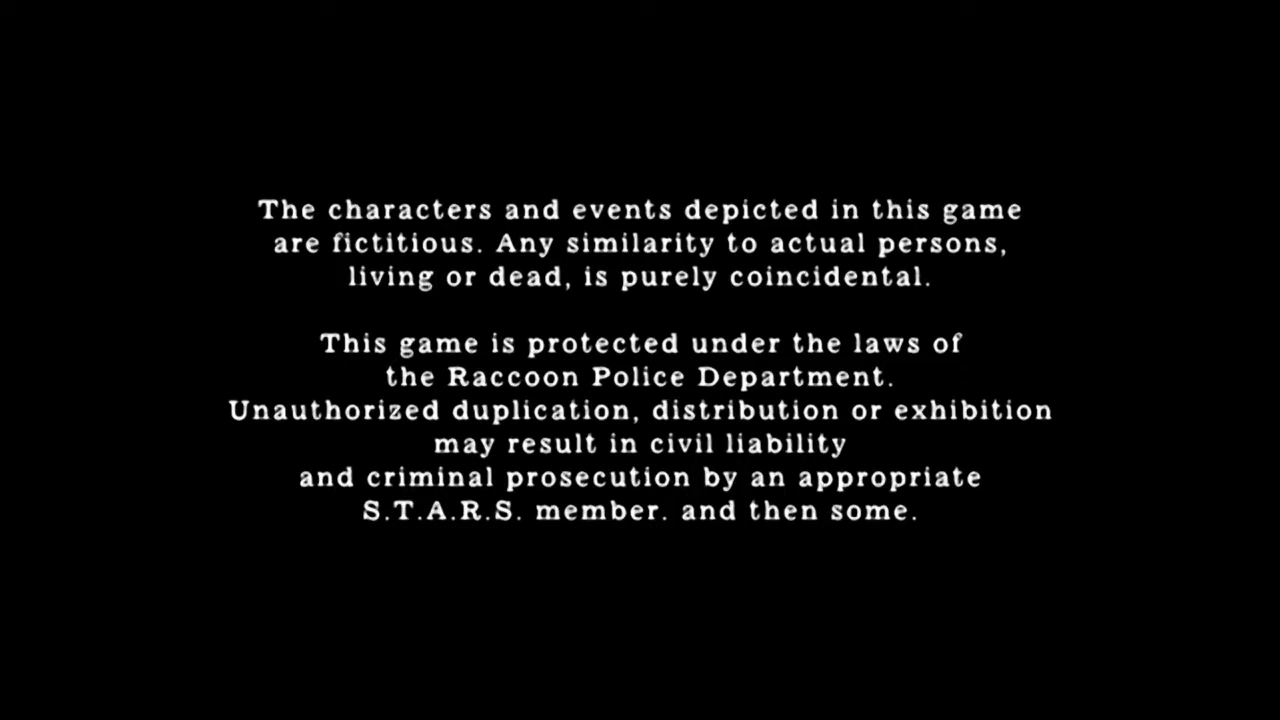 The characters and events depicted in this game
are fictitious. Any similarity to actual persons,
living or dead, is purely coincidental.
This game is protected under the laws of
the Raccoon Police Department.
Unauthorized duplication, distribution or exhibition
may result in civil liability
and criminal prosecution by an appropriate
S.T.A.R.S. member. and then some.